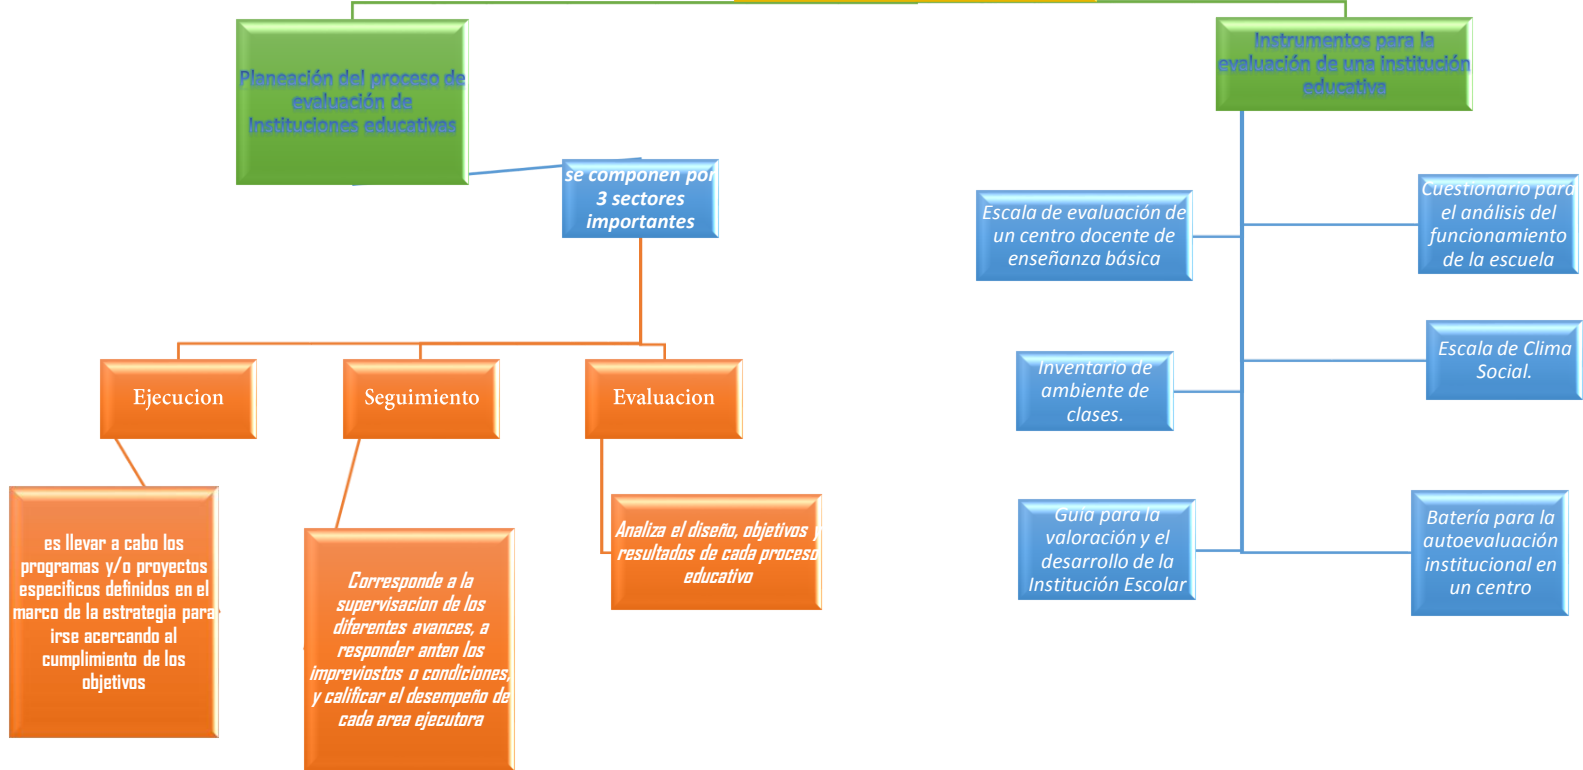 Planeación del proceso de
evaluación de
Instituciones educativas
se componen por
3 sectores
importantes
Ejecucion
Seguimiento
Evaluacion
es llevar a cabo los
programas y/o proyectos
especificos definidos en el
marco de la estrategia para
irse acercando al
cumplimiento de los
objetivos
Corresponde a la
supervisacion de los
diferentes avances, a
responder anten los
impreviostos o condiciones,
y calificar el desempeño de
cada area ejecutora
Analiza el diseño, objetivos y
resultados de cada proceso
educativo
Instrumentos para la
evaluación de una institución
educativa
Escala de evaluación de
un centro docente de
enseñanza básica
Cuestionario para
el análisis del
funcionamiento
de la escuela
Inventario de
ambiente de
clases.
Escala de Clima
Social.
Guía para la
valoración y el
desarrollo de la
Institución Escolar
Batería para la
autoevaluación
institucional en
un centro